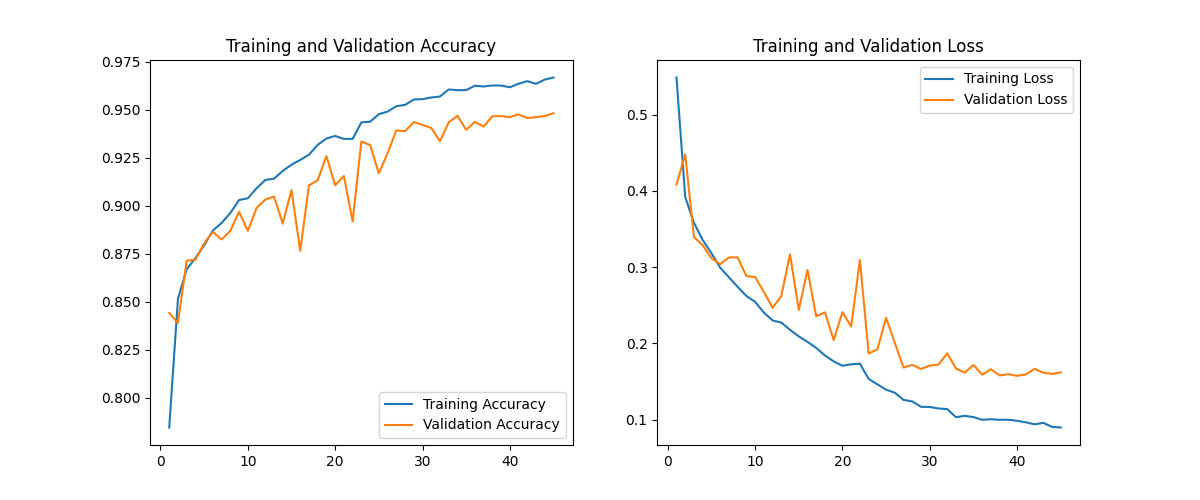 Training and Validation Accuracy
0.975
0.950
0.925
0.900
0.875
0.850
0.825
0.800
0 10 20 30 40
Training Accuracy
Validation Accuracy
Training and Validation Loss
0.5
0.4
0.3
0.2
0.1
0 10 20 30 40
Training Loss
Validation Loss